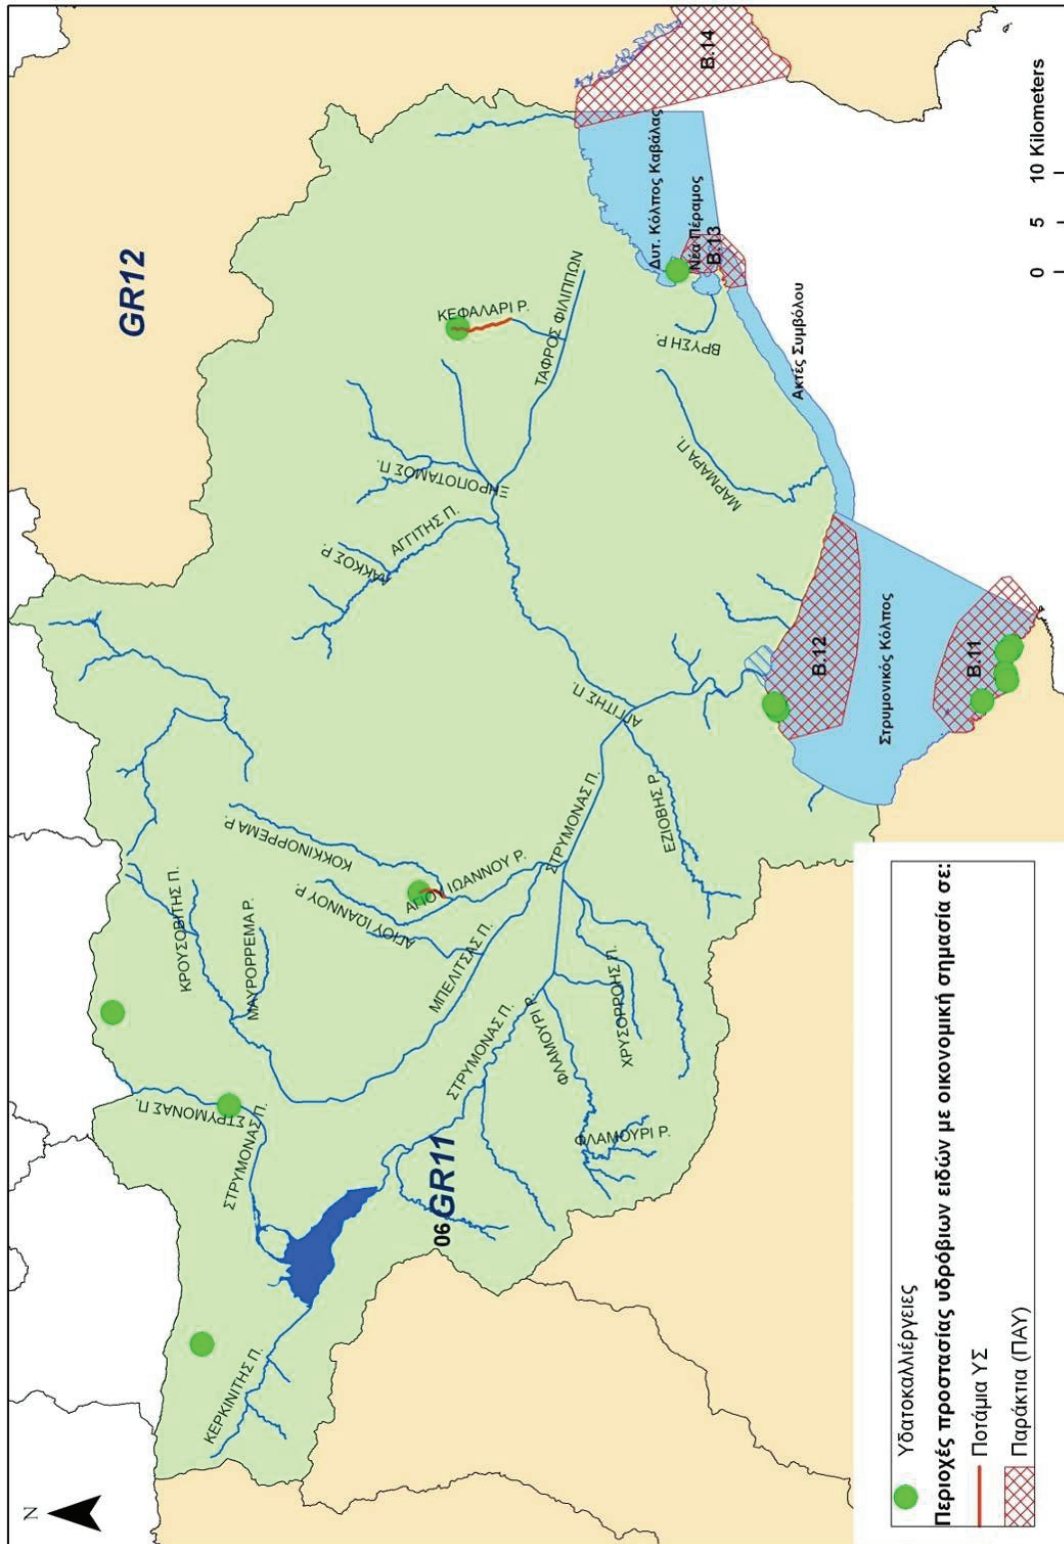 N
GR12
GR11
06
ΚΕΡΚΙΝΙΤΗΣ Π.
ΣΤΡΥΜΟΝΑΣ Π.
ΣΤΡΥΜΟΝΑΣ Π.
ΚΡΟΥΣΟΒΙΤΗΣ Π.
ΜΑΥΡΟΡΡΕΜΑ Ρ.
ΚΟΚΚΙΝΟΡΡΕΜΑ Ρ.
ΑΓΙΟΥ ΙΩΑΝΝΟΥ Ρ.
ΑΓΙΟΥ ΙΩΑΝΝΟΥ Ρ.
ΜΠΕΛΙΤΣΑΣ Π.
ΣΤΡΥΜΟΝΑΣ Π.
ΣΤΡΥΜΟΝΑΣ Π.
ΦΛΑΜΟΥΡΙ Ρ.
ΦΛΑΜΟΥΡΙ Ρ.
ΧΡΥΣΟΡΡΟΗΣ Π.
ΕΖΙΟΒΗΣ Ρ.
ΑΓΓΙΤΗΣ Π.
ΑΓΓΙΤΗΣ Π.
ΛΑΚΚΟΣ Ρ.
ΞΗΡΟΠΟΤΑΜΟΣ Π.
ΚΕΦΑΛΑΡΙ Ρ.
ΤΑΦΡΟΣ ΦΙΛΙΠΠΩΝ
ΜΑΡΜΑΡΑ Π.
ΒΡΥΣΗ Ρ.
Δυτ. Κόλπος Καβάλας
Νέα Πέραμος
Β.14
Β.13
Ακτές Συμβόλου
Β.12
Στρυμονικός Κόλπος
Β.11
0 5 10 Kilometers
Υδατοκαλλιέργειες
Περιοχές προστασίας υδρόβιων ειδών με οικονομική σημασία σε:
Ποτάμια ΥΣ
Παράκτια (ΠΑΥ)